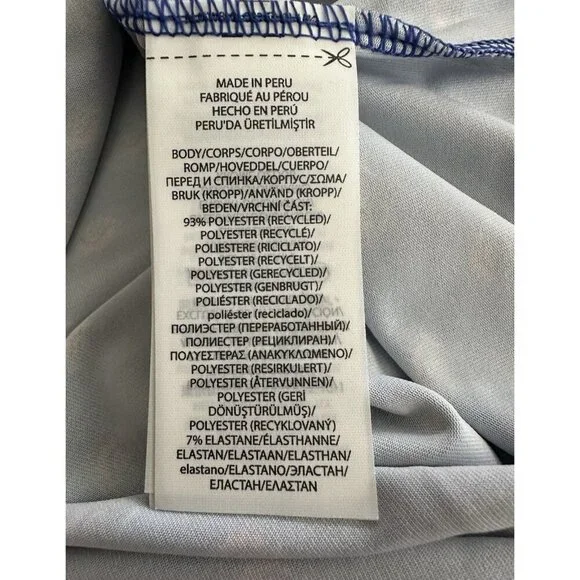 MADE IN PERU
FABRIQUÉ AU PÉROU
HECHO EN PERÚ
PERU'DA ÜRETİLMİŞTİR
BODY/CORPS/CORPO/OBERTEIL/
ROMP/HOVEDDEL/CUERPO/
ПЕРЕД И СПИНКА/КОРПУС/ΣΩΜΑ/
BRUK (KROPP)/ANVÄND (KROPP)/
BEDEN/VRCHNÍ ČÁST:
93% POLYESTER (RECYCLED)/
POLYESTER (RECYCLÉ)/
POLIESTERE (RICICLATO)/
POLYESTER (RECYCELT)/
POLYESTER (GERECYCLED)/
POLYESTER (GENBRUGT)/
POLIÉSTER (RECICLADO)/
poliéster (reciclado)/
ПОЛИЭСТЕР (ПЕРЕРАБОТАННЫЙ)/
ПОЛИЕСТЕР (РЕЦИКЛИРАН)/
ΠΟΛΥΕΣΤΕΡΑΣ (ΑΝΑΚΥΚΛΩΜΕΝΟ)/
POLYESTER (RESIRKULERT)/
POLYESTER (ÅTERVUNNEN)/
POLYESTER (GERİ
DÖNÜŞTÜRÜLMÜŞ)/
POLYESTER (RECYKLOVANÝ)
7% ELASTANE/ÉLASTHANNE/
ELASTAN/ELASTAAN/ELASTHAN/
elastano/ELASTANO/ЭЛАСТАН/
ЕЛАСТАН/ΕΛΑΣΤΑΝ